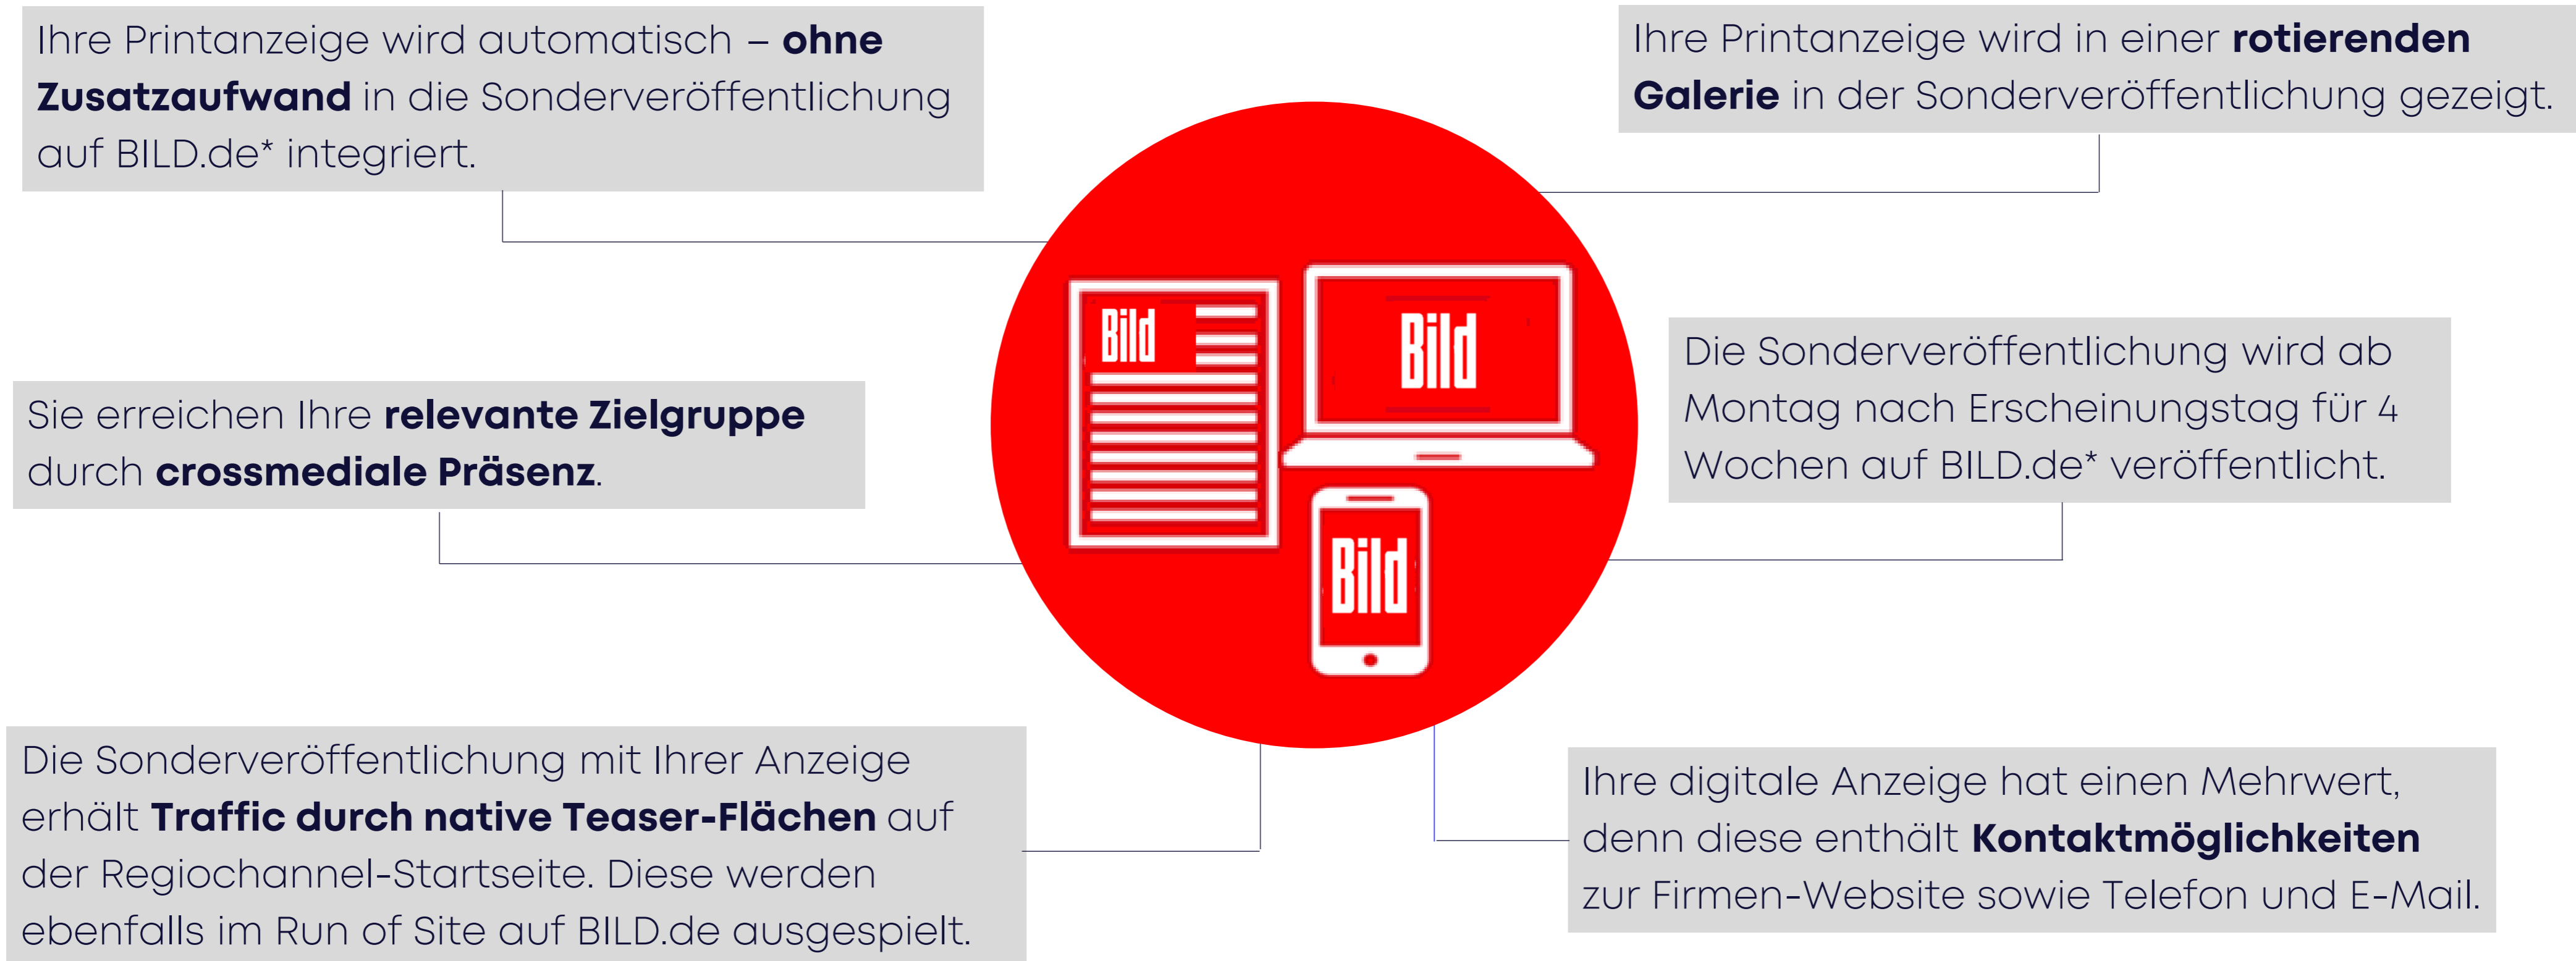 Ihre Printanzeige wird automatisch – ohne
Zusatzaufwand in die Sonderveröffentlichung
auf BILD.de* integriert.
Ihre Printanzeige wird in einer rotierenden
Galerie in der Sonderveröffentlichung gezeigt.
Bild
Bild
Bild
Sie erreichen Ihre relevante Zielgruppe
durch crossmediale Präsenz.
Die Sonderveröffentlichung wird ab
Montag nach Erscheinungstag für 4
Wochen auf BILD.de* veröffentlicht.
Die Sonderveröffentlichung mit Ihrer Anzeige
erhält Traffic durch native Teaser-Flächen auf
der Regiochannel-Startseite. Diese werden
ebenfalls im Run of Site auf BILD.de ausgespielt.
Ihre digitale Anzeige hat einen Mehrwert,
denn diese enthält Kontaktmöglichkeiten
zur Firmen-Website sowie Telefon und E-Mail.